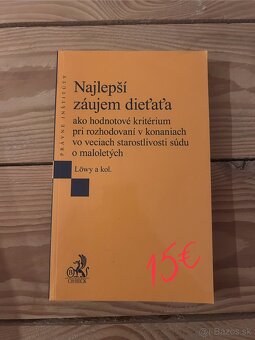 PRÁVNE INŠTITÚTY
Najlepší
záujem dieťaťa
ako hodnotové kritérium
pri rozhodovaní v konaniach
vo veciach starostlivosti súdu
o maloletých
Löwy a kol.
C·H·BECK
15€
© Bazos.sk